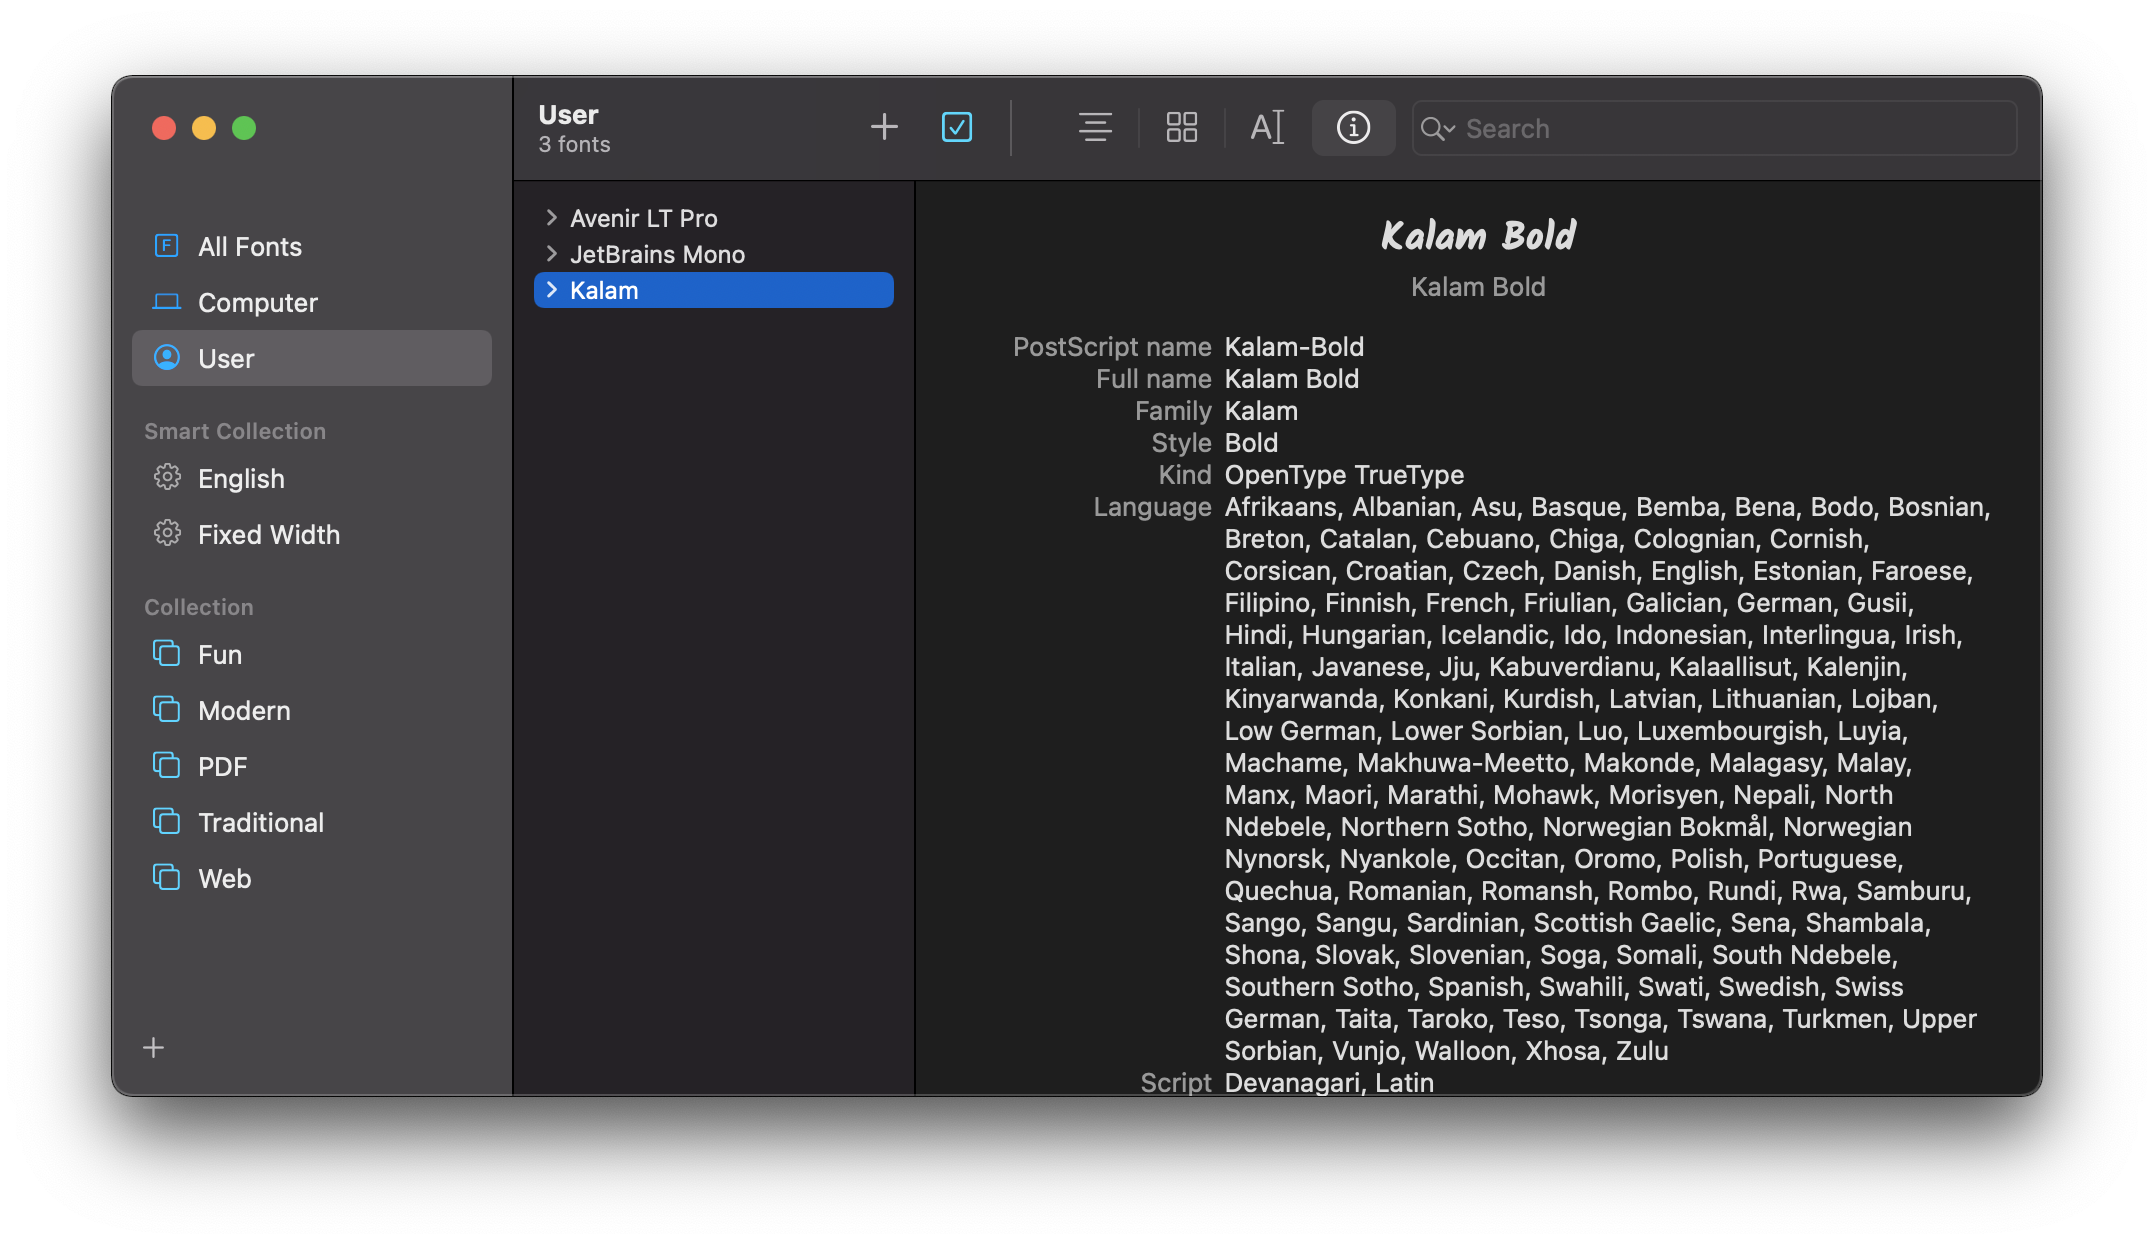 All Fonts
Computer
User
Smart Collection
English
Fixed Width
Collection
Fun
Modern
PDF
Traditional
Web
User
3 fonts
Search
Avenir LT Pro
JetBrains Mono
Kalam
Kalam Bold
Kalam Bold
PostScript name Kalam-Bold
Full name Kalam Bold
Family Kalam
Style Bold
Kind OpenType TrueType
Language Afrikaans, Albanian, Asu, Basque, Bemba, Bena, Bodo, Bosnian,
Breton, Catalan, Cebuano, Chiga, Colognian, Cornish,
Corsican, Croatian, Czech, Danish, English, Estonian, Faroese,
Filipino, Finnish, French, Friulian, Galician, German, Gusii,
Hindi, Hungarian, Icelandic, Ido, Indonesian, Interlingua, Irish,
Italian, Javanese, Jju, Kabuverdianu, Kalaallisut, Kalenjin,
Kinyarwanda, Konkani, Kurdish, Latvian, Lithuanian, Lojban,
Low German, Lower Sorbian, Luo, Luxembourgish, Luyia,
Machame, Makhuwa-Meetto, Makonde, Malagasy, Malay,
Manx, Maori, Marathi, Mohawk, Morisyen, Nepali, North
Ndebele, Northern Sotho, Norwegian Bokmål, Norwegian
Nynorsk, Nyankole, Occitan, Oromo, Polish, Portuguese,
Quechua, Romanian, Romansh, Rombo, Rundi, Rwa, Samburu,
Sango, Sangu, Sardinian, Scottish Gaelic, Sena, Shambala,
Shona, Slovak, Slovenian, Soga, Somali, South Ndebele,
Southern Sotho, Spanish, Swahili, Swati, Swedish, Swiss
German, Taita, Taroko, Teso, Tsonga, Tswana, Turkmen, Upper
Sorbian, Vunjo, Walloon, Xhosa, Zulu
Script Devanagari, Latin